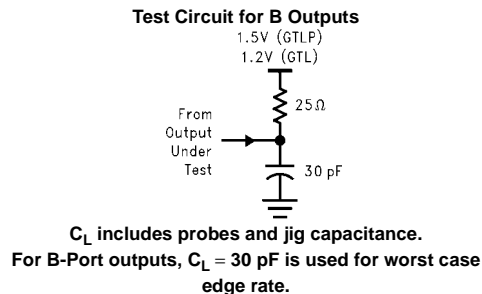 Test Circuit for B Outputs
1.5V (GTLP)
1.2V (GTL)
25Ω
From
Output
Under
Test
30 pF
CL includes probes and jig capacitance.
For B-Port outputs, CL = 30 pF is used for worst case
edge rate.